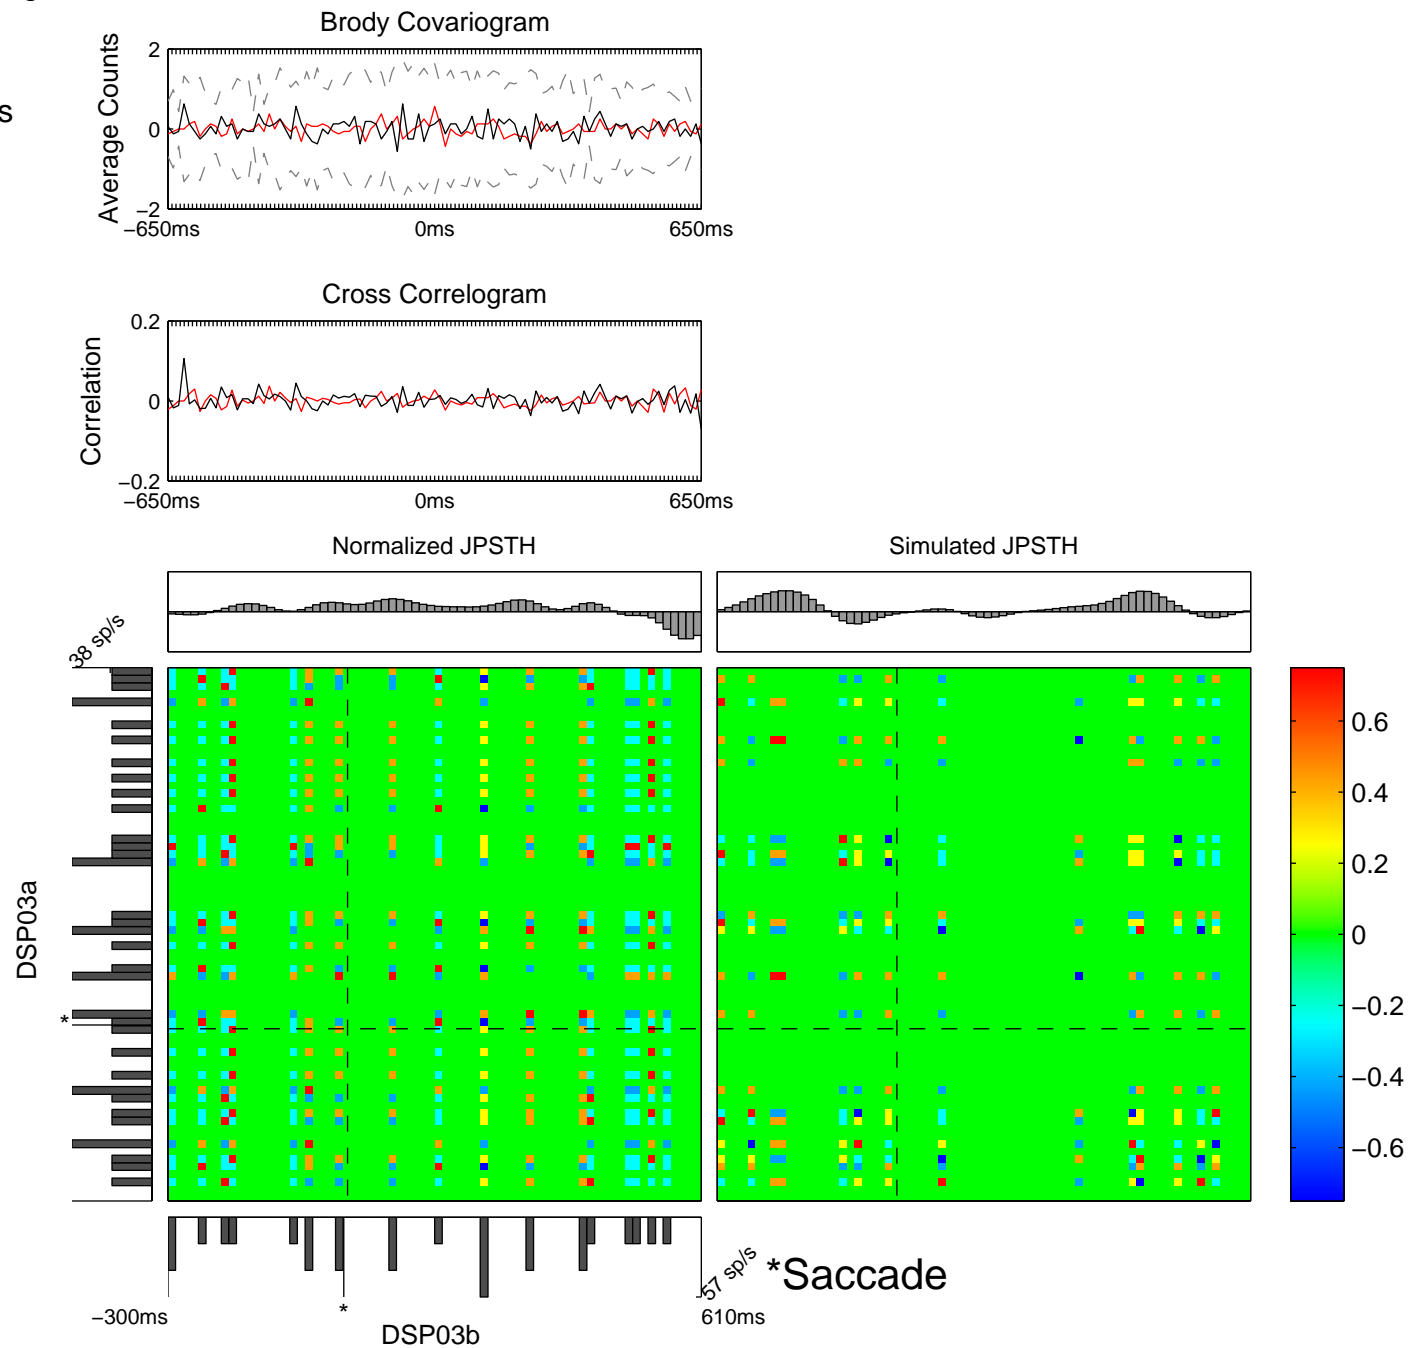 g
Brody Covariogram
Average Counts
2
0
−2
−650ms
0ms
650ms
s
Cross Correlogram
Correlation
0.2
0
−0.2
−650ms
0ms
650ms
Normalized JPSTH
Simulated JPSTH
38 sp/s
DSP03a
*
0.6
0.4
0.2
0
−0.2
−0.4
−0.6
57 sp/s
*Saccade
−300ms
*
610ms
DSP03b